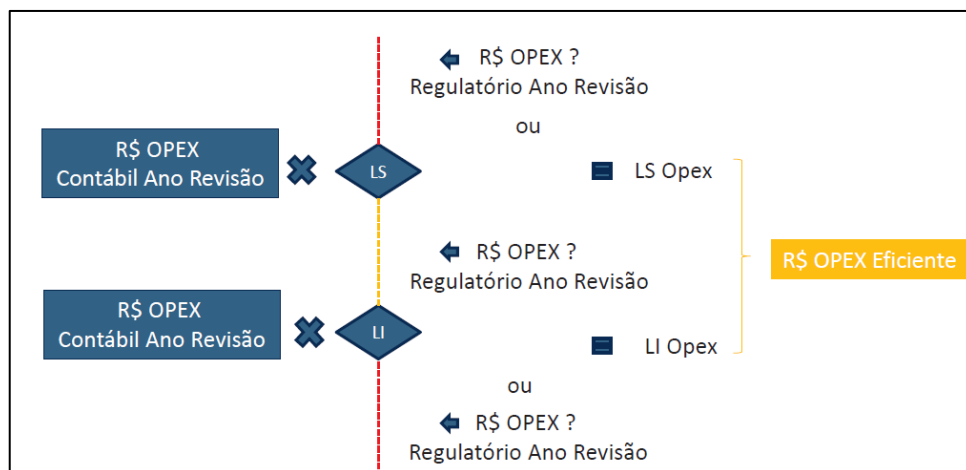 R$ OPEX ?
Regulatório Ano Revisão
ou
R$ OPEX
Contábil Ano Revisão
LS
LS Opex
R$ OPEX ?
Regulatório Ano Revisão
R$ OPEX Eficiente
R$ OPEX
Contábil Ano Revisão
LI
LI Opex
ou
R$ OPEX ?
Regulatório Ano Revisão